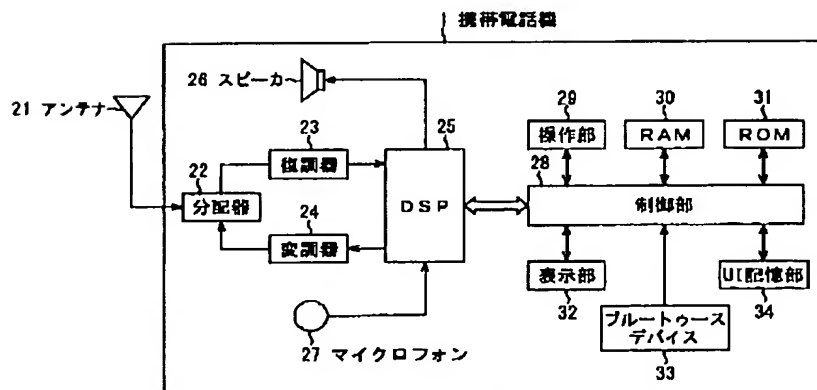 携帯電話機
26 スピーカ
21 アンテナ
23
復調器
25
DSP
29
操作部
30
RAM
31
ROM
22
分配器
28
制御部
24
変調器
表示部
32
UI記憶部
34
ブルートゥース
デバイス
33
27 マイクロフォン